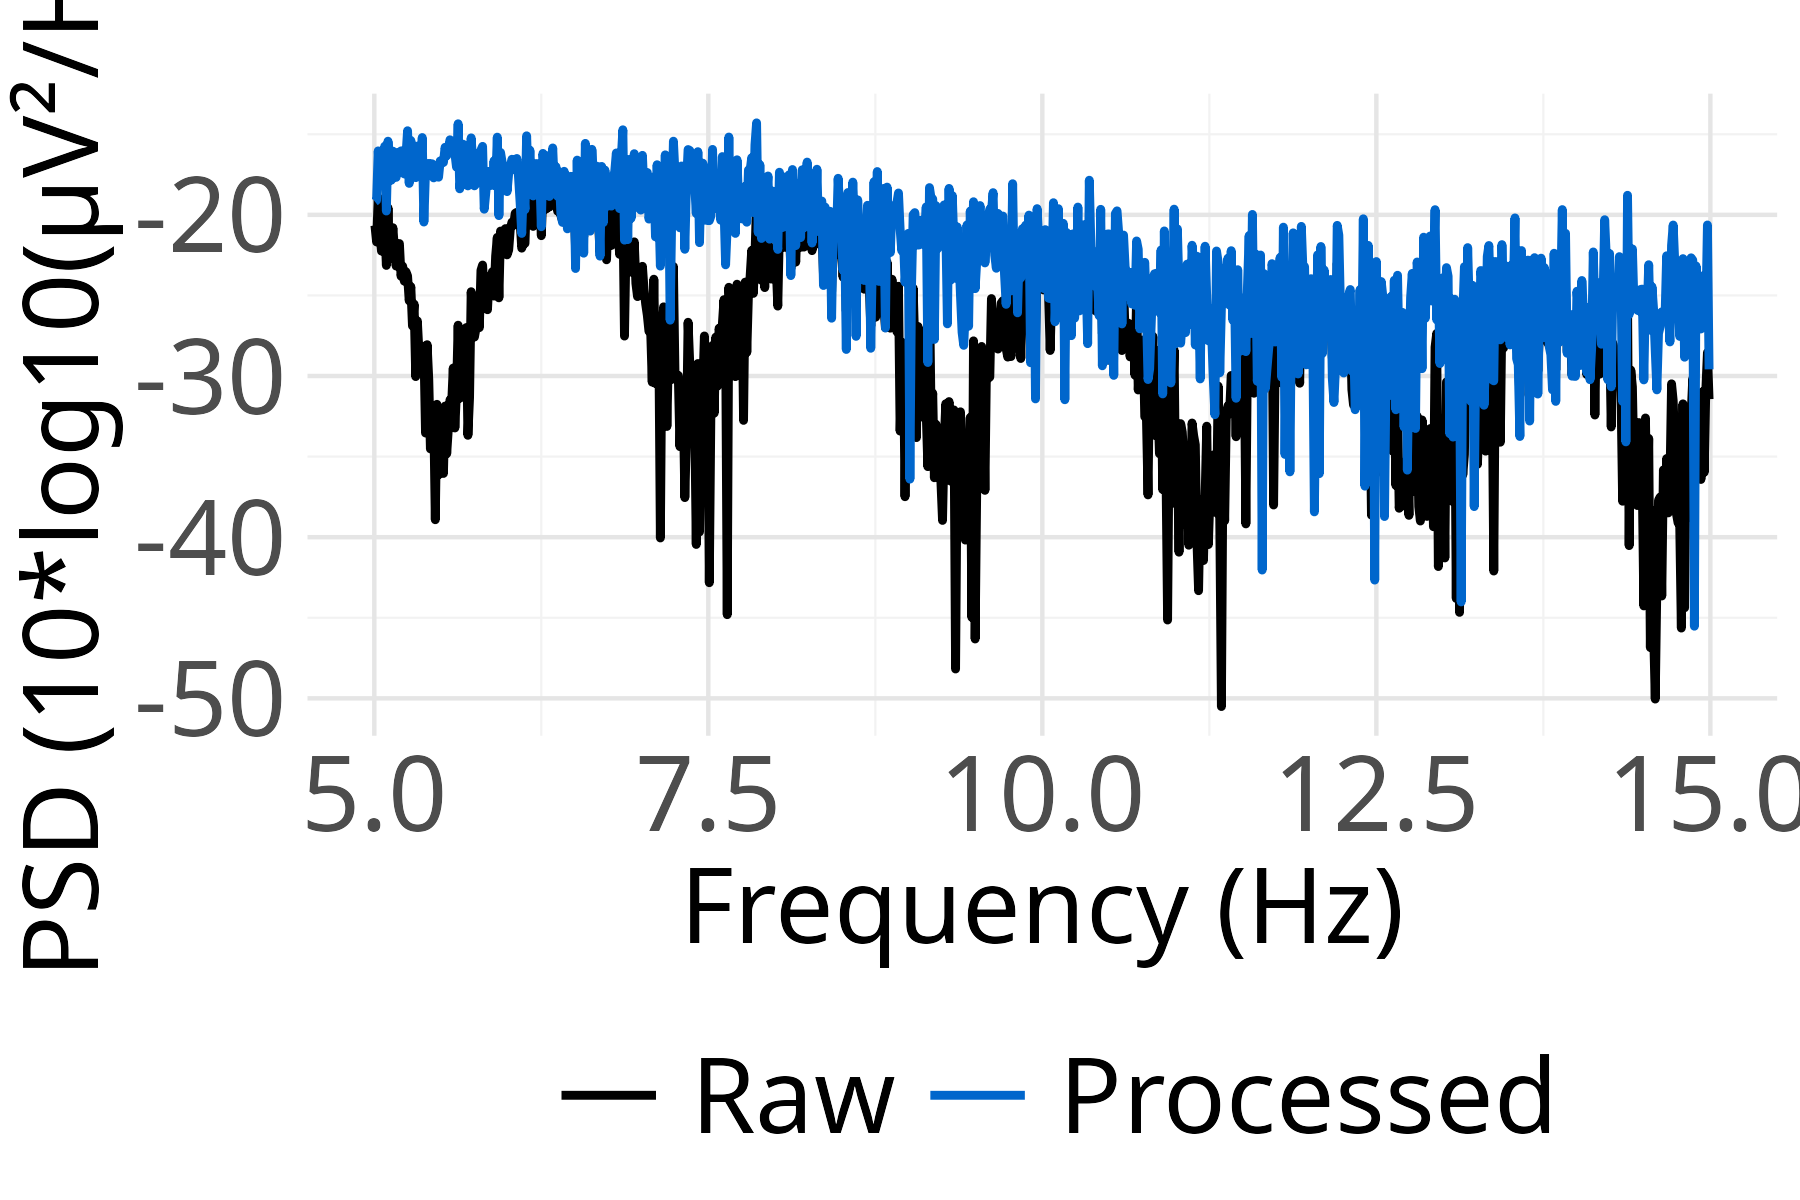 PSD (10*log10(µV²/H
-20
-30
-40
-50
5.0 7.5 10.0 12.5 15.0
Frequency (Hz)
Raw Processed